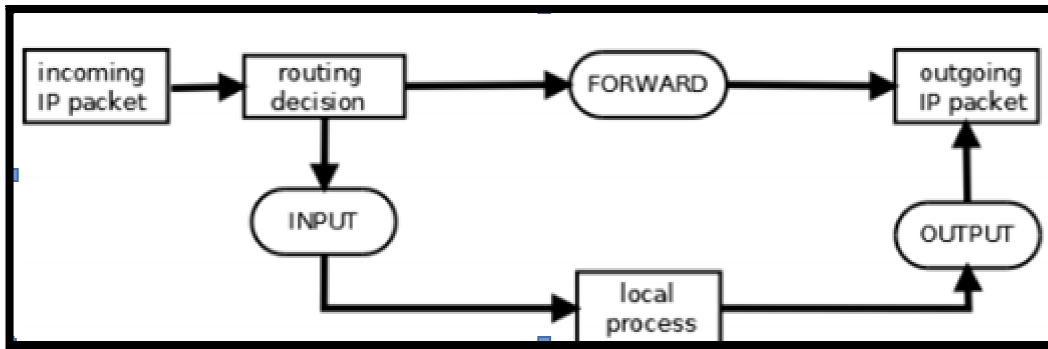 incoming
IP packet
routing
decision
FORWARD
outgoing
IP packet
INPUT
OUTPUT
local
process